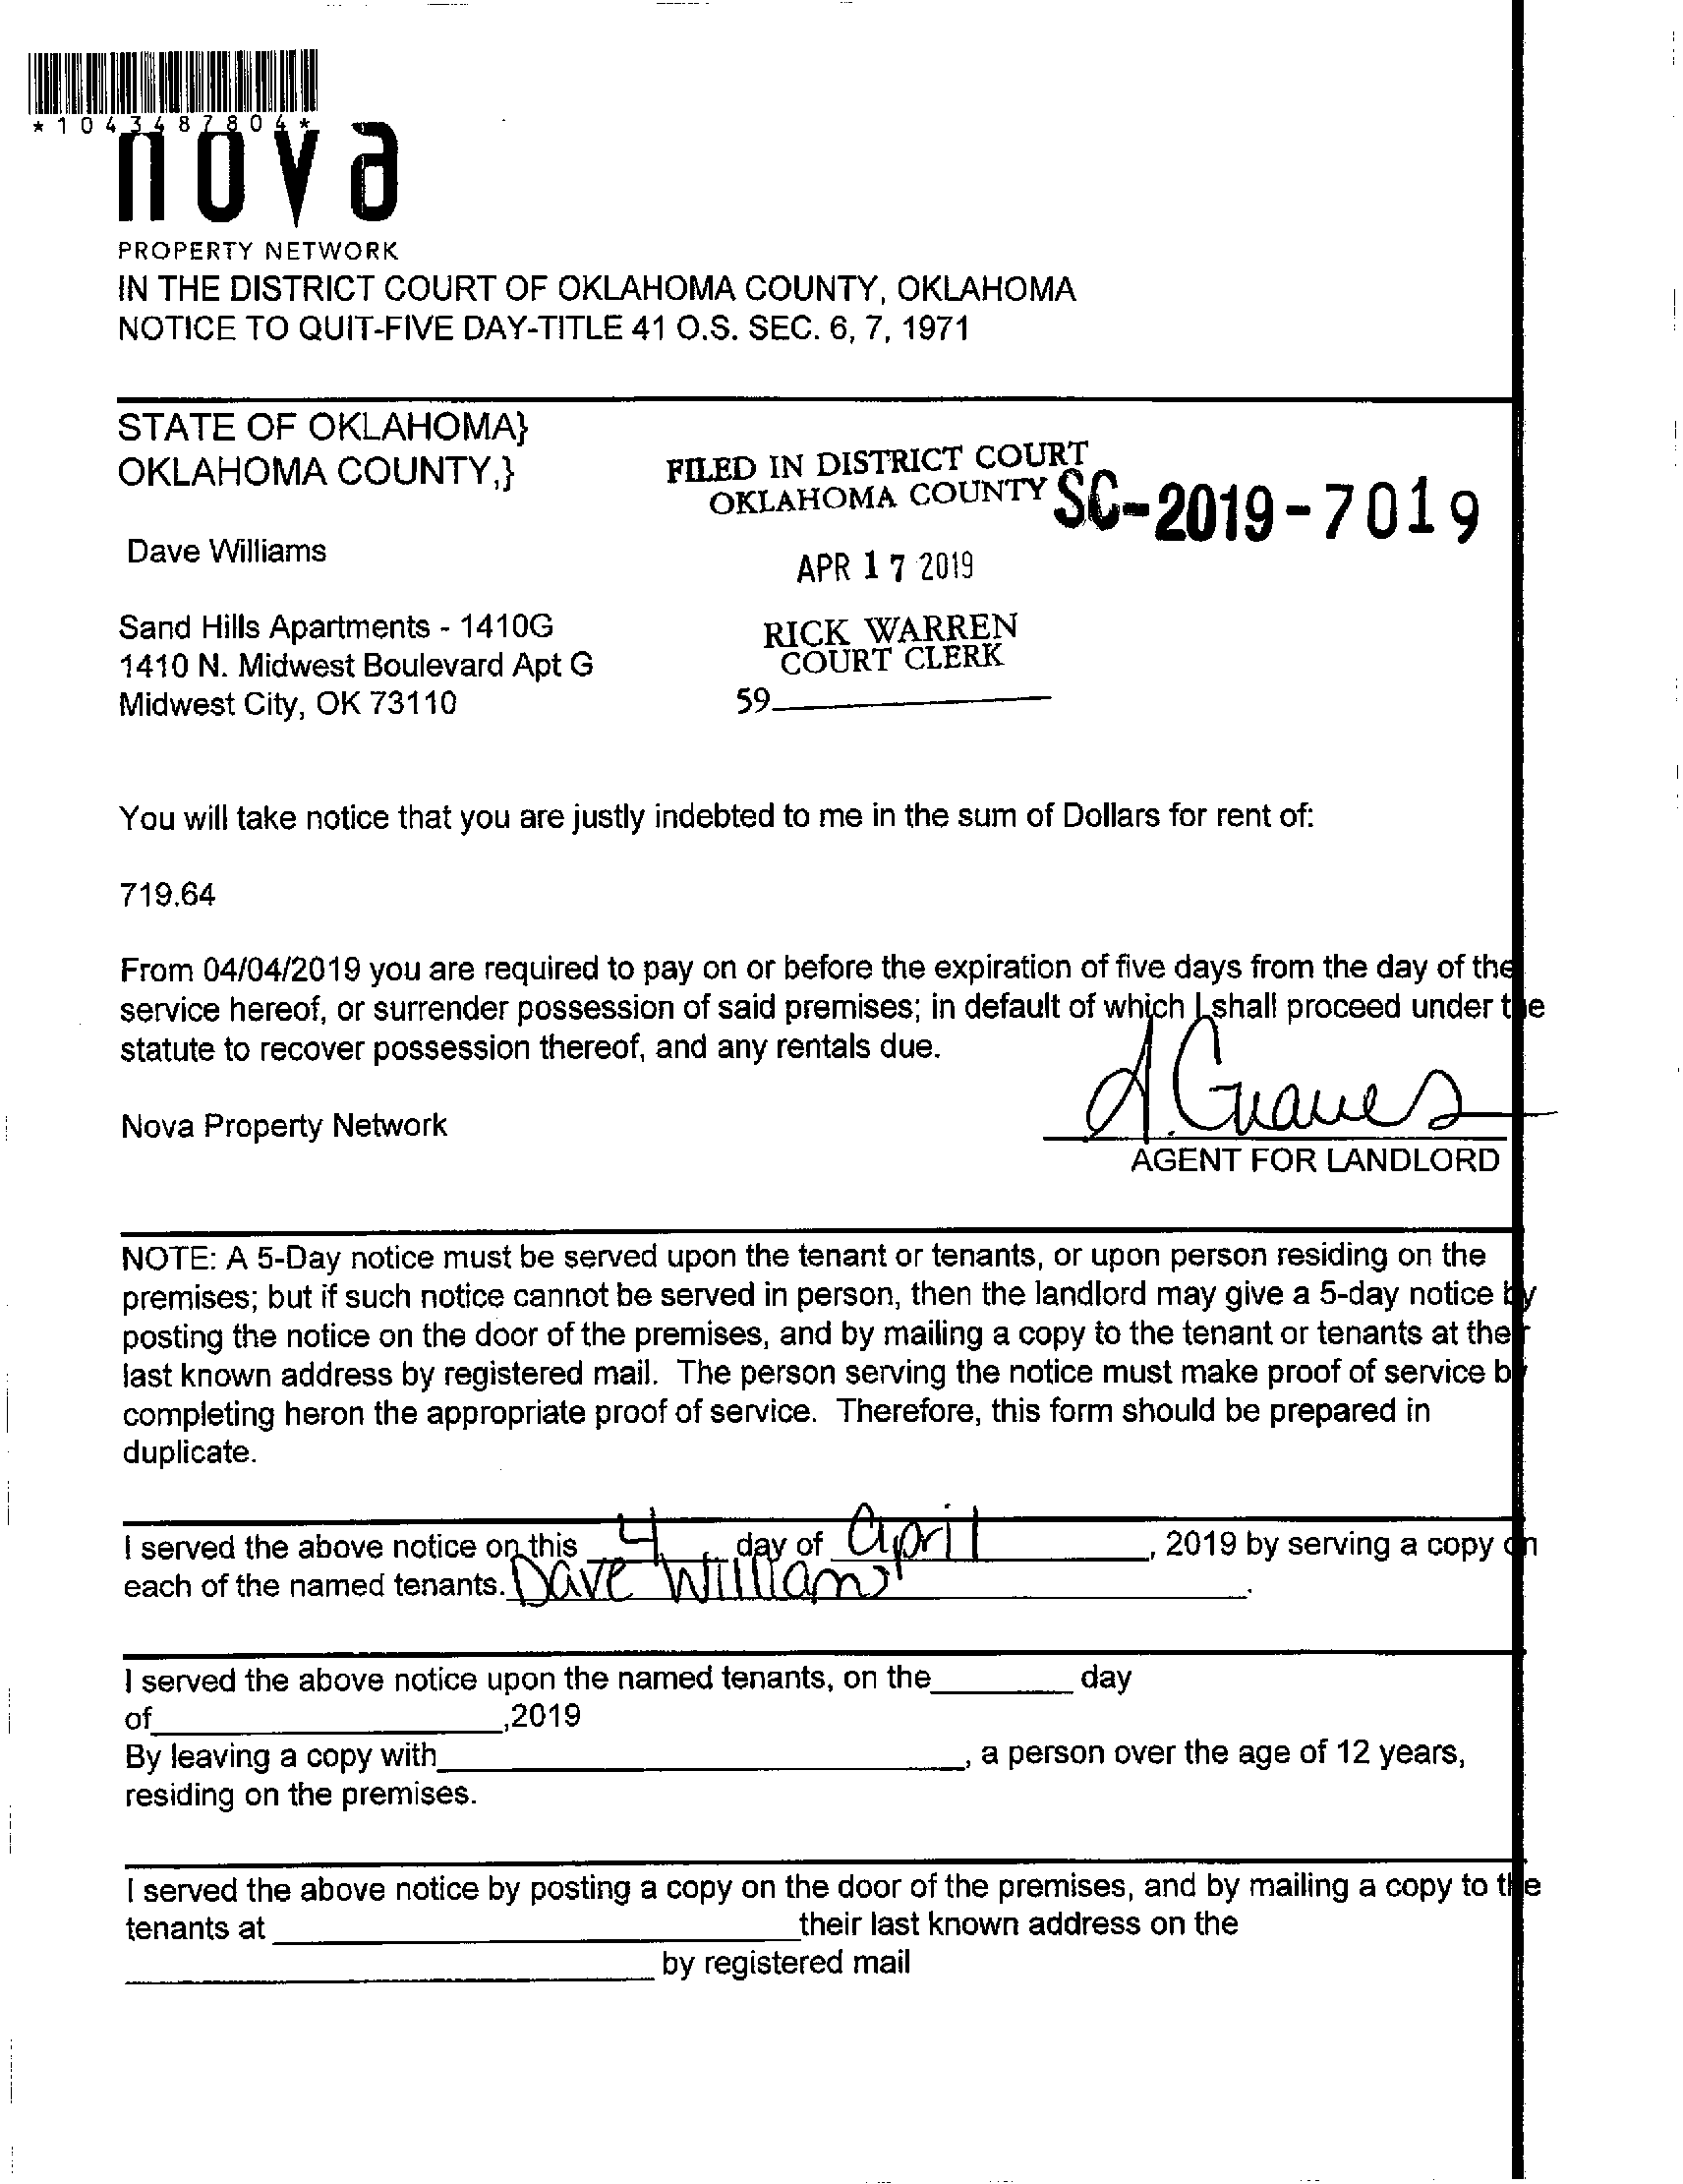 *1043487804*
nova
PROPERTY NETWORK
IN THE DISTRICT COURT OF OKLAHOMA COUNTY, OKLAHOMA
NOTICE TO QUIT-FIVE DAY-TITLE 41 O.S. SEC. 6, 7, 1971
STATE OF OKLAHOMA}
OKLAHOMA COUNTY,}
FILED IN DISTRICT COURT
OKLAHOMA COUNTY
SC-2019-7019
Dave Williams
APR 17 2019
Sand Hills Apartments - 1410G
1410 N. Midwest Boulevard Apt G
Midwest City, OK 73110
RICK WARREN
COURT CLERK
59
You will take notice that you are justly indebted to me in the sum of Dollars for rent of:
719.64
From 04/04/2019 you are required to pay on or before the expiration of five days from the day of the
service hereof, or surrender possession of said premises; in default of which I shall proceed under the
statute to recover possession thereof, and any rentals due.
Nova Property Network
A. Graves
AGENT FOR LANDLORD
NOTE: A 5-Day notice must be served upon the tenant or tenants, or upon person residing on the
premises; but if such notice cannot be served in person, then the landlord may give a 5-day notice by
posting the notice on the door of the premises, and by mailing a copy to the tenant or tenants at their
last known address by registered mail. The person serving the notice must make proof of service by
completing heron the appropriate proof of service. Therefore, this form should be prepared in
duplicate.
I served the above notice on this 4 day of april, 2019 by serving a copy on
each of the named tenants. Dave Williams.
I served the above notice upon the named tenants, on the ________ day
of ________,2019
By leaving a copy with ________, a person over the age of 12 years,
residing on the premises.
I served the above notice by posting a copy on the door of the premises, and by mailing a copy to the
tenants at ________ their last known address on the
________ by registered mail